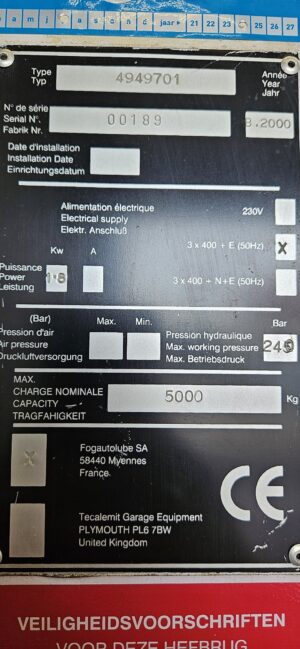 jaar
21 22 23 25 26 27
Type 4949701 Année
Typ Year
Jahr
N° de série
Serial N°. 00189 8.2000
Fabrik Nr.
Date d'installation
Installation Date
Einrichtungsdatum
Alimentation électrique 230V
Electrical supply
Elektr. Anschluß
3 x 400 + E (50Hz) X
Kw A
Puissance
Power 1.8 3 x 400 + N+E (50Hz)
Leistung
(Bar) Max. Min. Bar
Pression d'air Pression hydraulique
Air pressure Max. working pressure 245
Druckluftversorgung Max. Betriebsdruck
MAX.
CHARGE NOMINALE 5000 Kg
CAPACITY
TRAGFAHIGKEIT
X Fogautolube SA
58440 Myennes
France.
CE
Tecalemit Garage Equipment
PLYMOUTH PL6 7BW
United Kingdom
VEILIGHEIDSVOORSCHRIFTEN
VOOR DEZE HEFBRUG